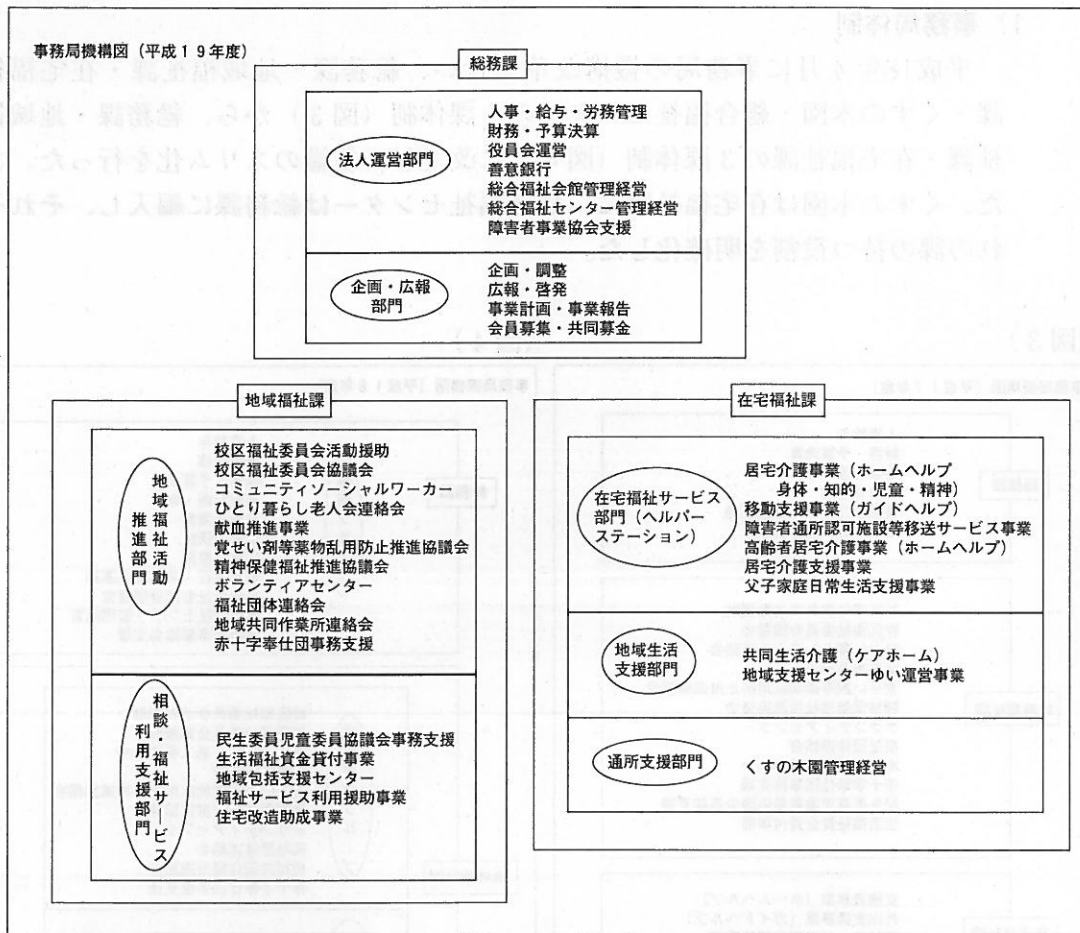 事務局機構図（平成１９年度）
総務課
法人運営部門
人事・給与・労務管理
財務・予算決算
役員会運営
善意銀行
総合福祉会館管理経営
総合福祉センター管理経営
障害者事業協会支援
企画・広報
部門
企画・調整
広報・啓発
事業計画・事業報告
会員募集・共同募金
地域福祉課
地域福祉活動
推進部門
校区福祉委員会活動援助
校区福祉委員会協議会
コミュニティソーシャルワーカー
ひとり暮らし老人会連絡会
献血推進事業
覚せい剤等薬物乱用防止推進協議会
精神保健福祉推進協議会
ボランティアセンター
福祉団体連絡会
地域共同作業所連絡会
赤十字奉仕団事務支援
相談・福祉サービス
利用支援部門
民生委員児童委員協議会事務支援
生活福祉資金貸付事業
地域包括支援センター
福祉サービス利用援助事業
住宅改造助成事業
在宅福祉課
在宅福祉サービス
部門（ヘルパー
ステーション）
居宅介護事業（ホームヘルプ
身体・知的・児童・精神）
移動支援事業（ガイドヘルプ）
障害者通所認可施設等移送サービス事業
高齢者居宅介護事業（ホームヘルプ）
居宅介護支援事業
父子家庭日常生活支援事業
地域生活
支援部門
共同生活介護（ケアホーム）
地域支援センターゆい運営事業
通所支援部門
くすの木園管理経営